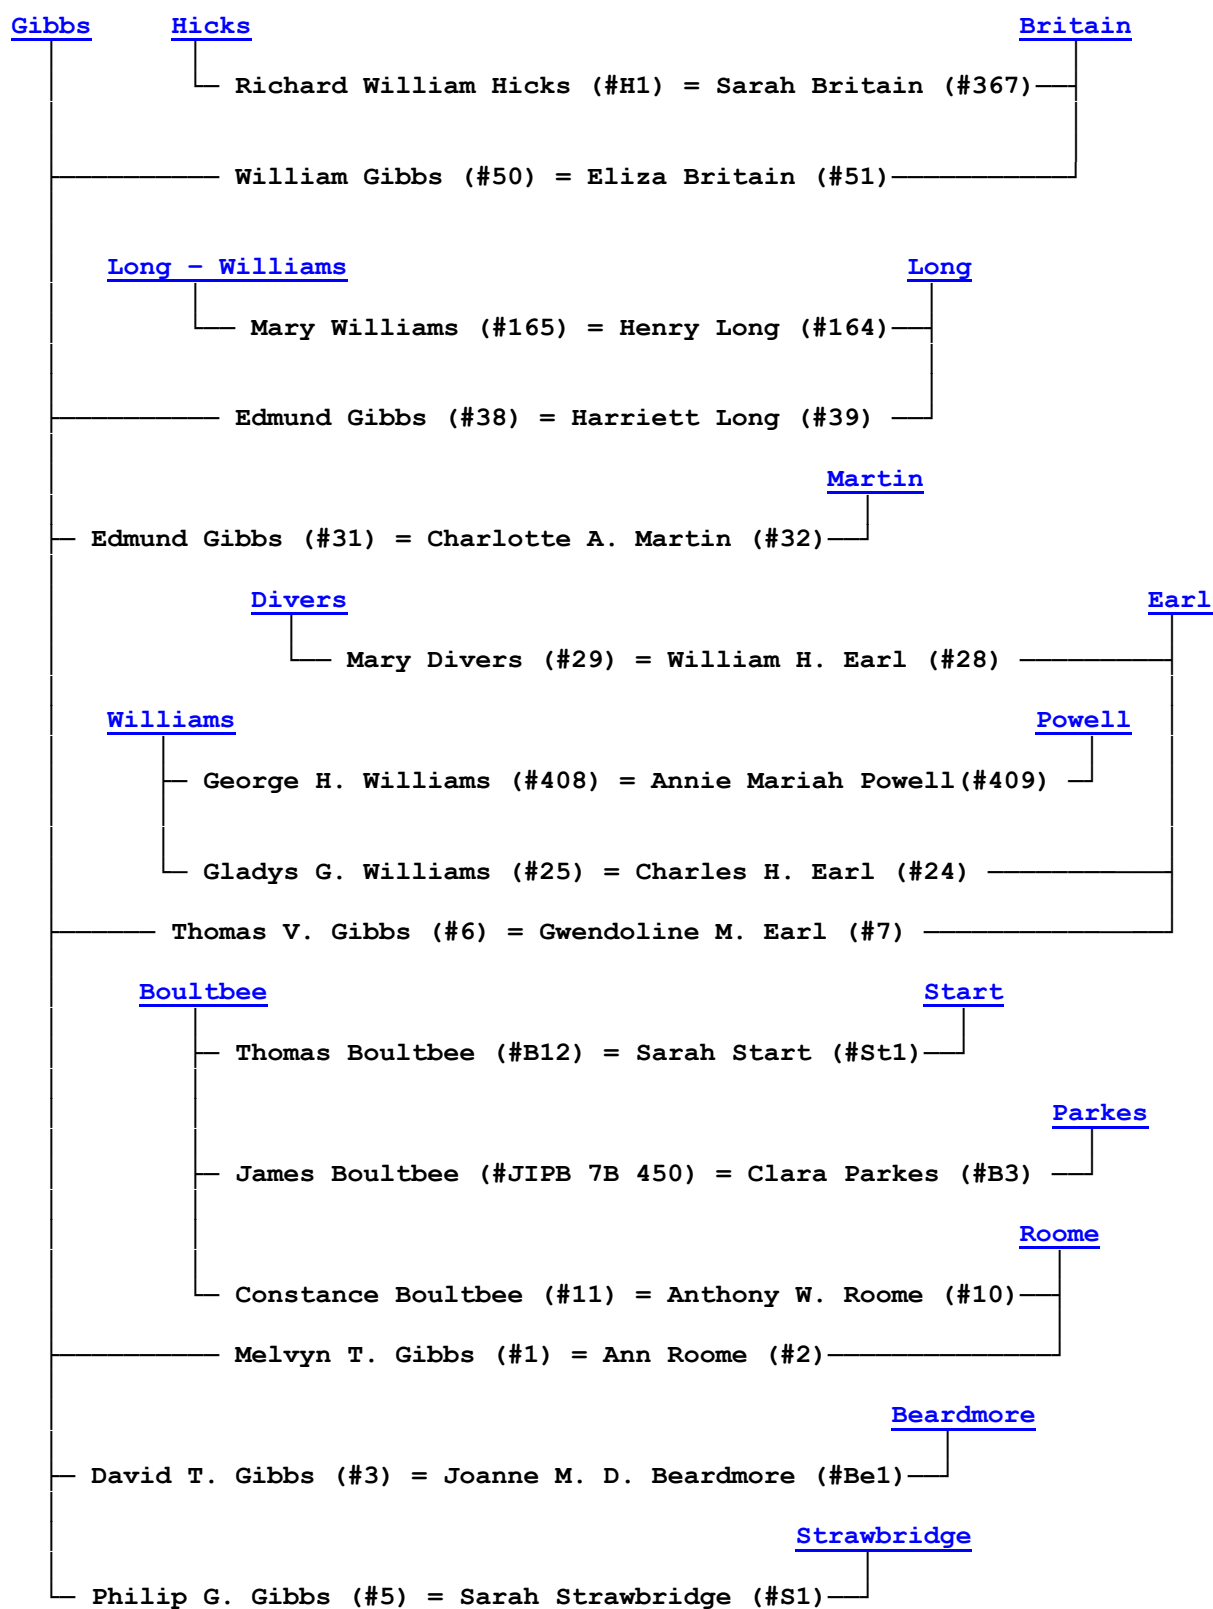 Gibbs Hicks Britain
Richard William Hicks (#H1) = Sarah Britain (#367)
William Gibbs (#50) = Eliza Britain (#51)
Long - Williams Long
Mary Williams (#165) = Henry Long (#164)
Edmund Gibbs (#38) = Harriett Long (#39)
Martin
Edmund Gibbs (#31) = Charlotte A. Martin (#32)
Divers Earl
Mary Divers (#29) = William H. Earl (#28)
Williams Powell
George H. Williams (#408) = Annie Mariah Powell(#409)
Gladys G. Williams (#25) = Charles H. Earl (#24)
Thomas V. Gibbs (#6) = Gwendoline M. Earl (#7)
Boultbee Start
Thomas Boultbee (#B12) = Sarah Start (#St1)
Parkes
James Boultbee (#JIPB 7B 450) = Clara Parkes (#B3)
Roome
Constance Boultbee (#11) = Anthony W. Roome (#10)
Melvyn T. Gibbs (#1) = Ann Roome (#2)
Beardmore
David T. Gibbs (#3) = Joanne M. D. Beardmore (#Be1)
Strawbridge
Philip G. Gibbs (#5) = Sarah Strawbridge (#S1)